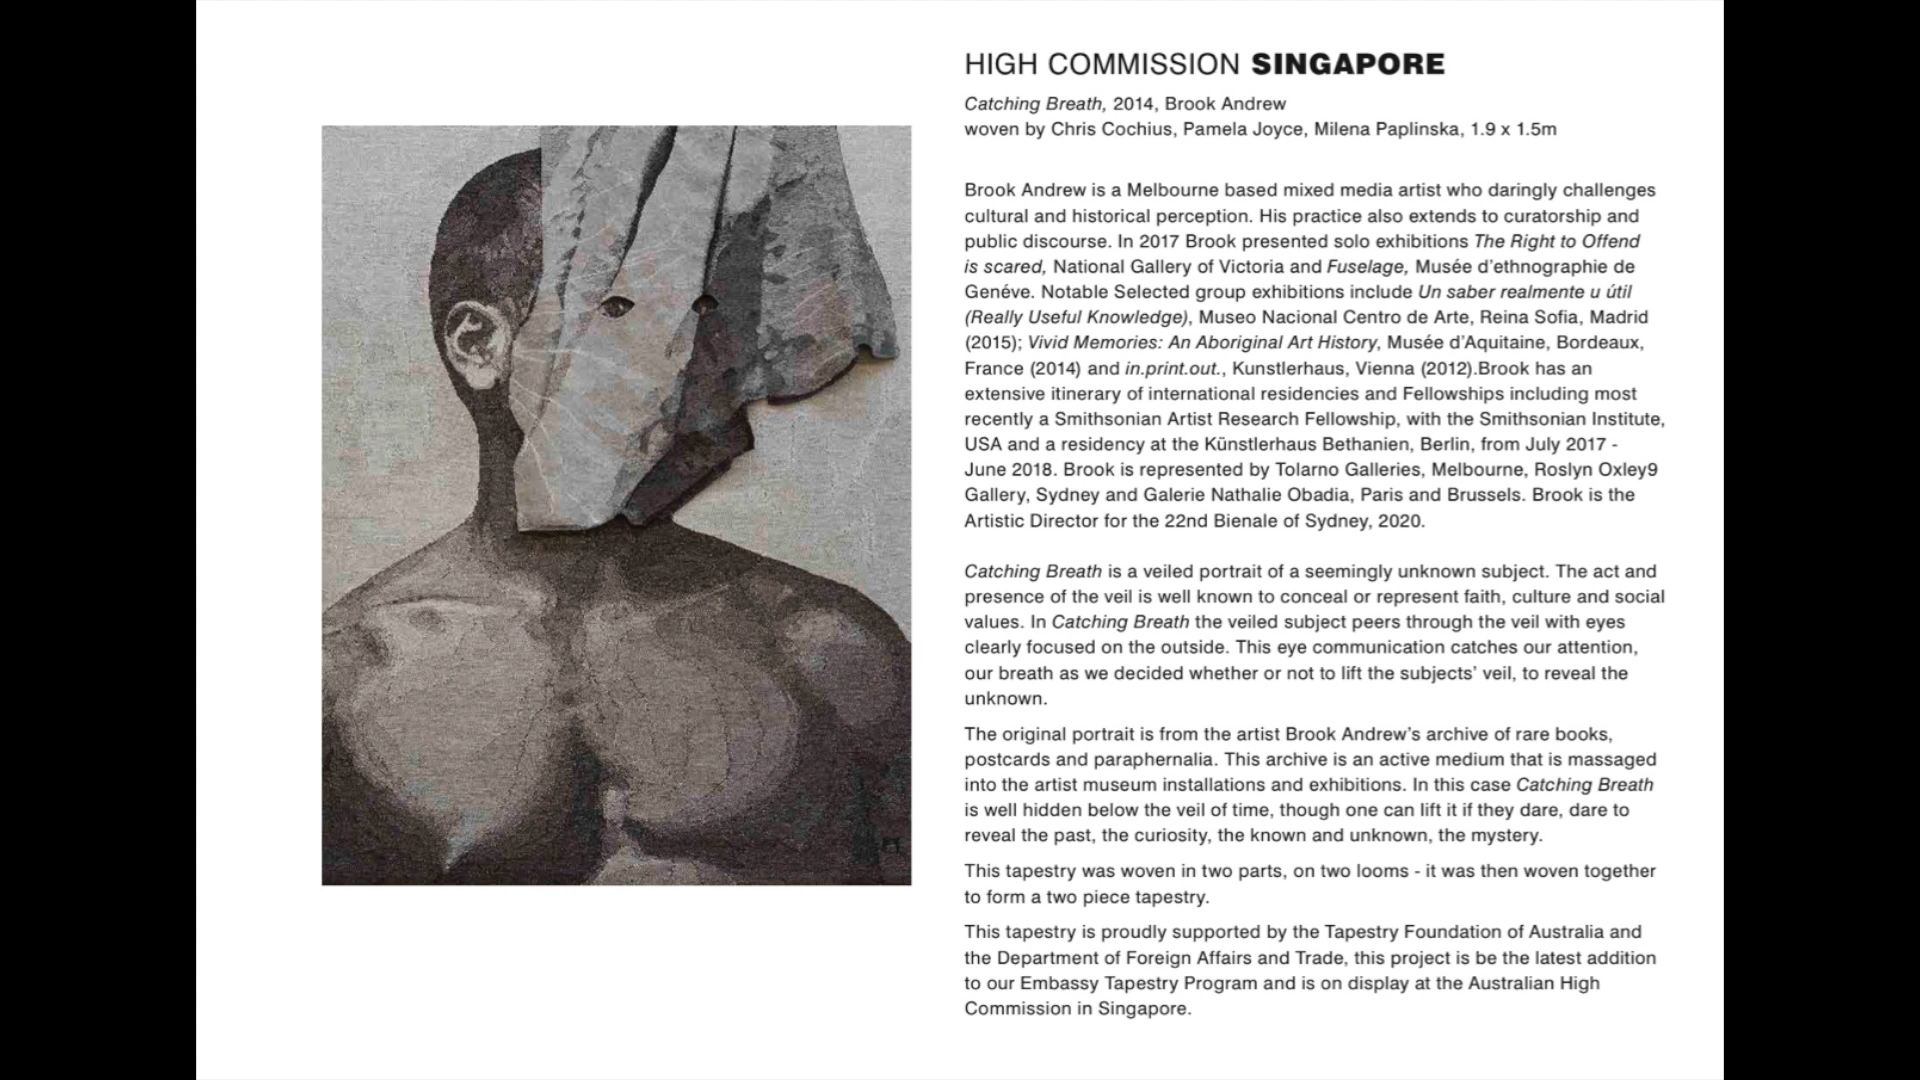 HIGH COMMISSION SINGAPORE
Catching Breath, 2014, Brook Andrew
woven by Chris Cochius, Pamela Joyce, Milena Paplinska, 1.9 x 1.5m
Brook Andrew is a Melbourne based mixed media artist who daringly challenges
cultural and historical perception. His practice also extends to curatorship and
public discourse. In 2017 Brook presented solo exhibitions The Right to Offend
is scared, National Gallery of Victoria and Fuselage, Musée d'ethnographie de
Genéve. Notable Selected group exhibitions include Un saber realmente u útil
(Really Useful Knowledge), Museo Nacional Centro de Arte, Reina Sofia, Madrid
(2015); Vivid Memories: An Aboriginal Art History, Musée d'Aquitaine, Bordeaux,
France (2014) and in.print.out., Kunstlerhaus, Vienna (2012).Brook has an
extensive itinerary of international residencies and Fellowships including most
recently a Smithsonian Artist Research Fellowship, with the Smithsonian Institute,
USA and a residency at the Künstlerhaus Bethanien, Berlin, from July 2017 -
June 2018. Brook is represented by Tolarno Galleries, Melbourne, Roslyn Oxley9
Gallery, Sydney and Galerie Nathalie Obadia, Paris and Brussels. Brook is the
Artistic Director for the 22nd Bienale of Sydney, 2020.
Catching Breath is a veiled portrait of a seemingly unknown subject. The act and
presence of the veil is well known to conceal or represent faith, culture and social
values. In Catching Breath the veiled subject peers through the veil with eyes
clearly focused on the outside. This eye communication catches our attention,
our breath as we decided whether or not to lift the subjects' veil, to reveal the
unknown.
The original portrait is from the artist Brook Andrew's archive of rare books,
postcards and paraphernalia. This archive is an active medium that is massaged
into the artist museum installations and exhibitions. In this case Catching Breath
is well hidden below the veil of time, though one can lift it if they dare, dare to
reveal the past, the curiosity, the known and unknown, the mystery.
This tapestry was woven in two parts, on two looms - it was then woven together
to form a two piece tapestry.
This tapestry is proudly supported by the Tapestry Foundation of Australia and
the Department of Foreign Affairs and Trade, this project is be the latest addition
to our Embassy Tapestry Program and is on display at the Australian High
Commission in Singapore.